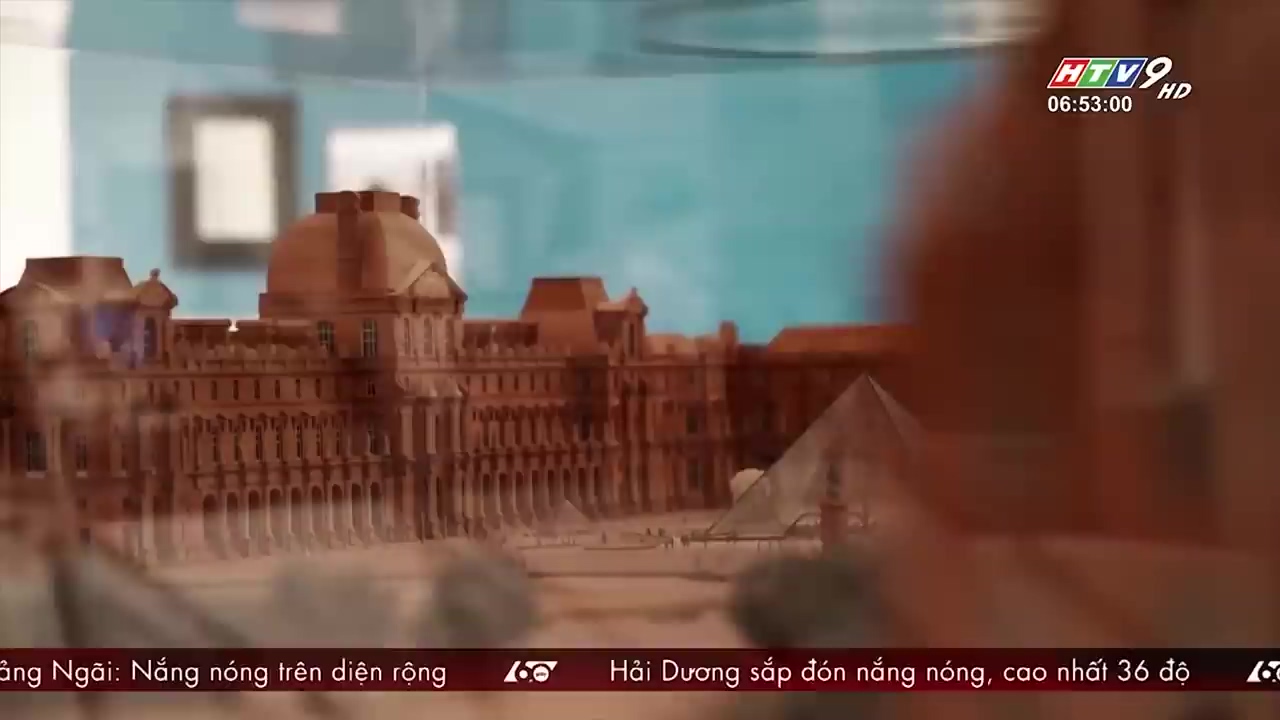 HTV9 HD
06:53:00
ảng Ngãi: Nắng nóng trên diện rộng
Hải Dương sắp đón nắng nóng, cao nhất 36 độ